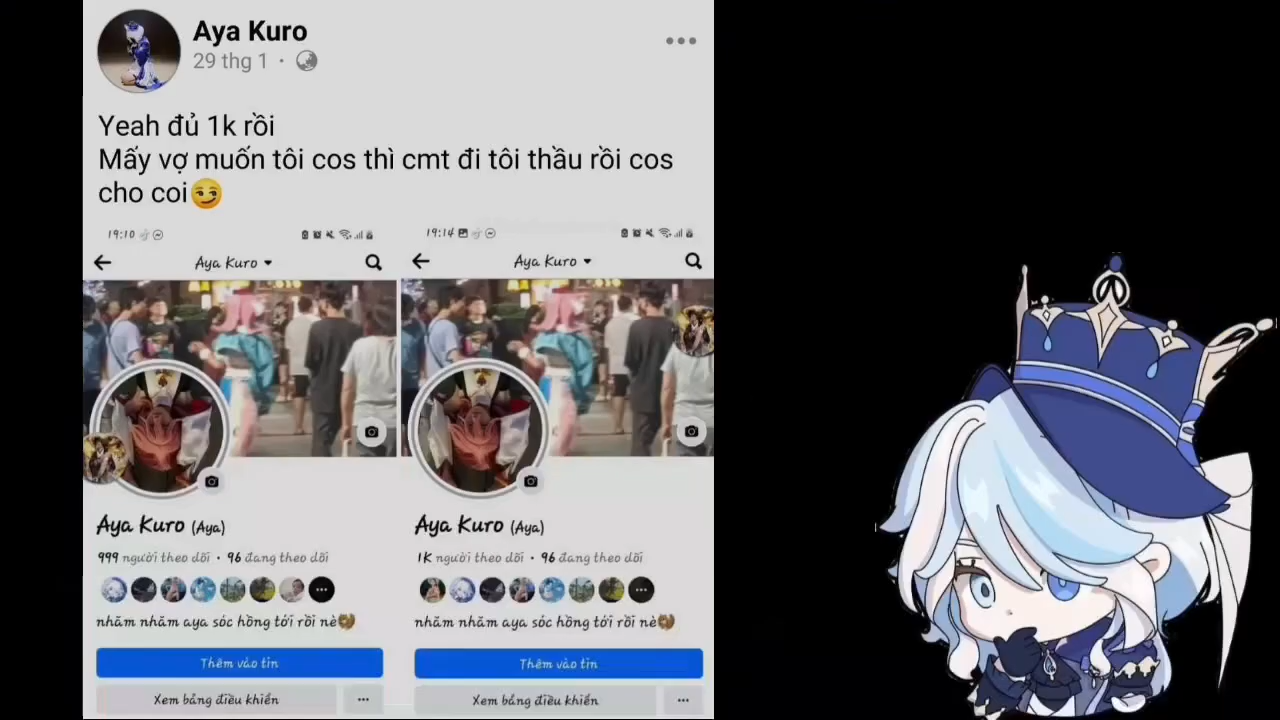 Aya Kuro
29 thg 1 ·
Yeah đủ 1k rồi
Mấy vợ muốn tôi cos thì cmt đi tôi thầu rồi cos
cho coi😏
19:10
Aya Kuro
Aya Kuro (Aya)
999 người theo dõi • 96 đang theo dõi
nhăm nhăm aya sóc hồng tới rồi nè
Thêm vào tin
Xem bảng điều khiển
19:14
Aya Kuro
Aya Kuro (Aya)
1K người theo dõi • 96 đang theo dõi
nhăm nhăm aya sóc hồng tới rồi nè
Thêm vào tin
Xem bảng điều khiển